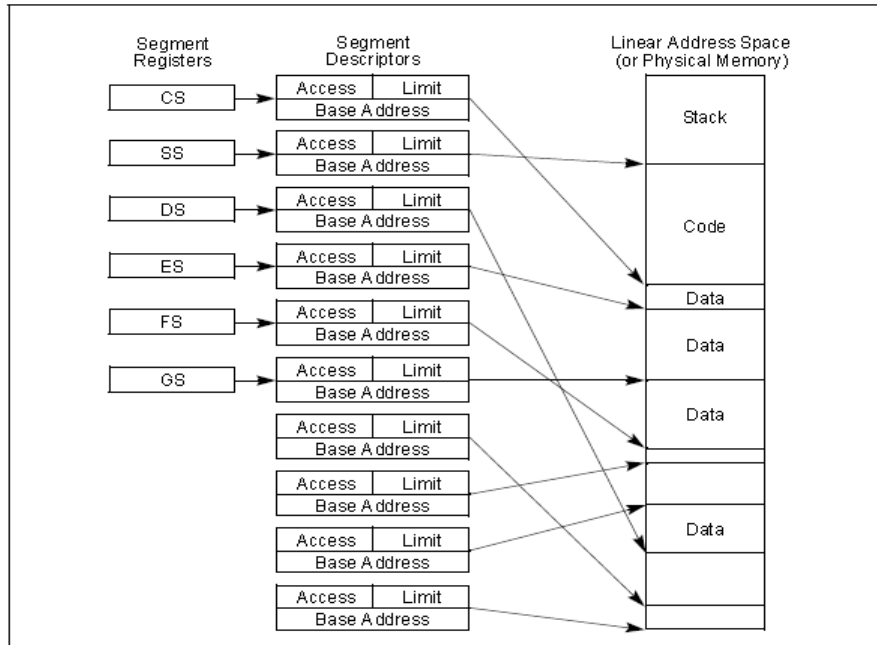 Segment
Registers
Segment
Descriptors
Linear Address Space
(or Physical Memory)
CS
Access Limit
Base Address
Stack
SS
Access Limit
Base Address
DS
Access Limit
Base Address
Code
ES
Access Limit
Base Address
Data
FS
Access Limit
Base Address
Data
GS
Access Limit
Base Address
Data
Access Limit
Base Address
Access Limit
Base Address
Access Limit
Base Address
Data
Access Limit
Base Address